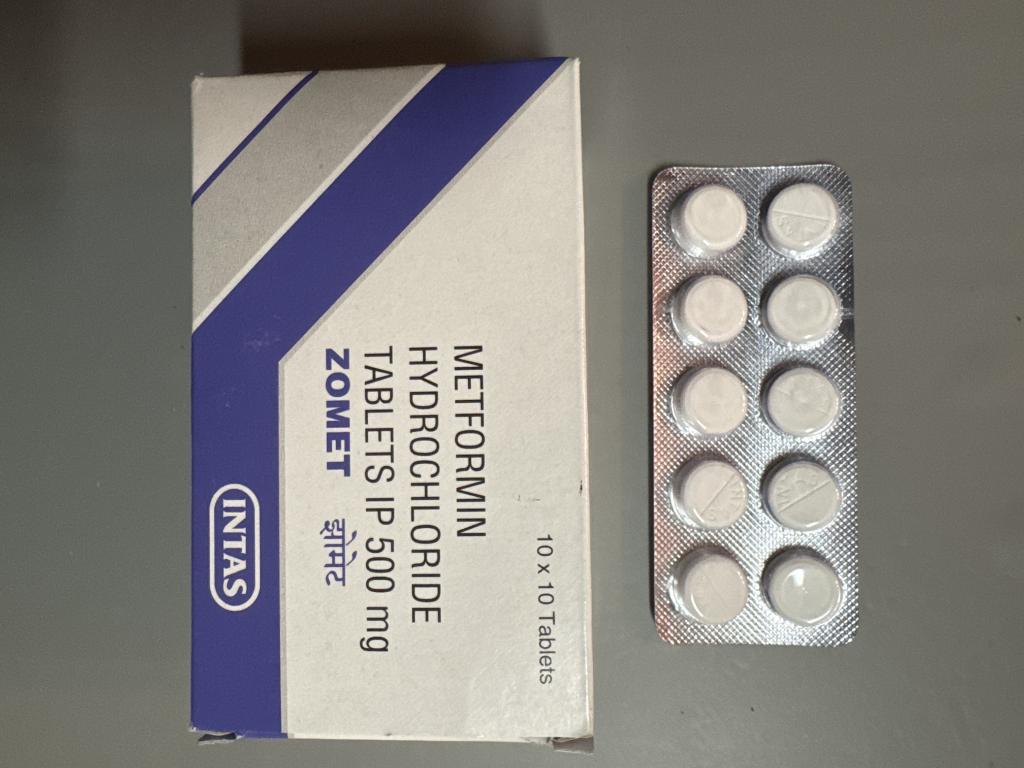 METFORMIN
HYDROCHLORIDE
TABLETS IP 500 mg
ZOMET झोमेट
10 x 10 Tablets
INTAS